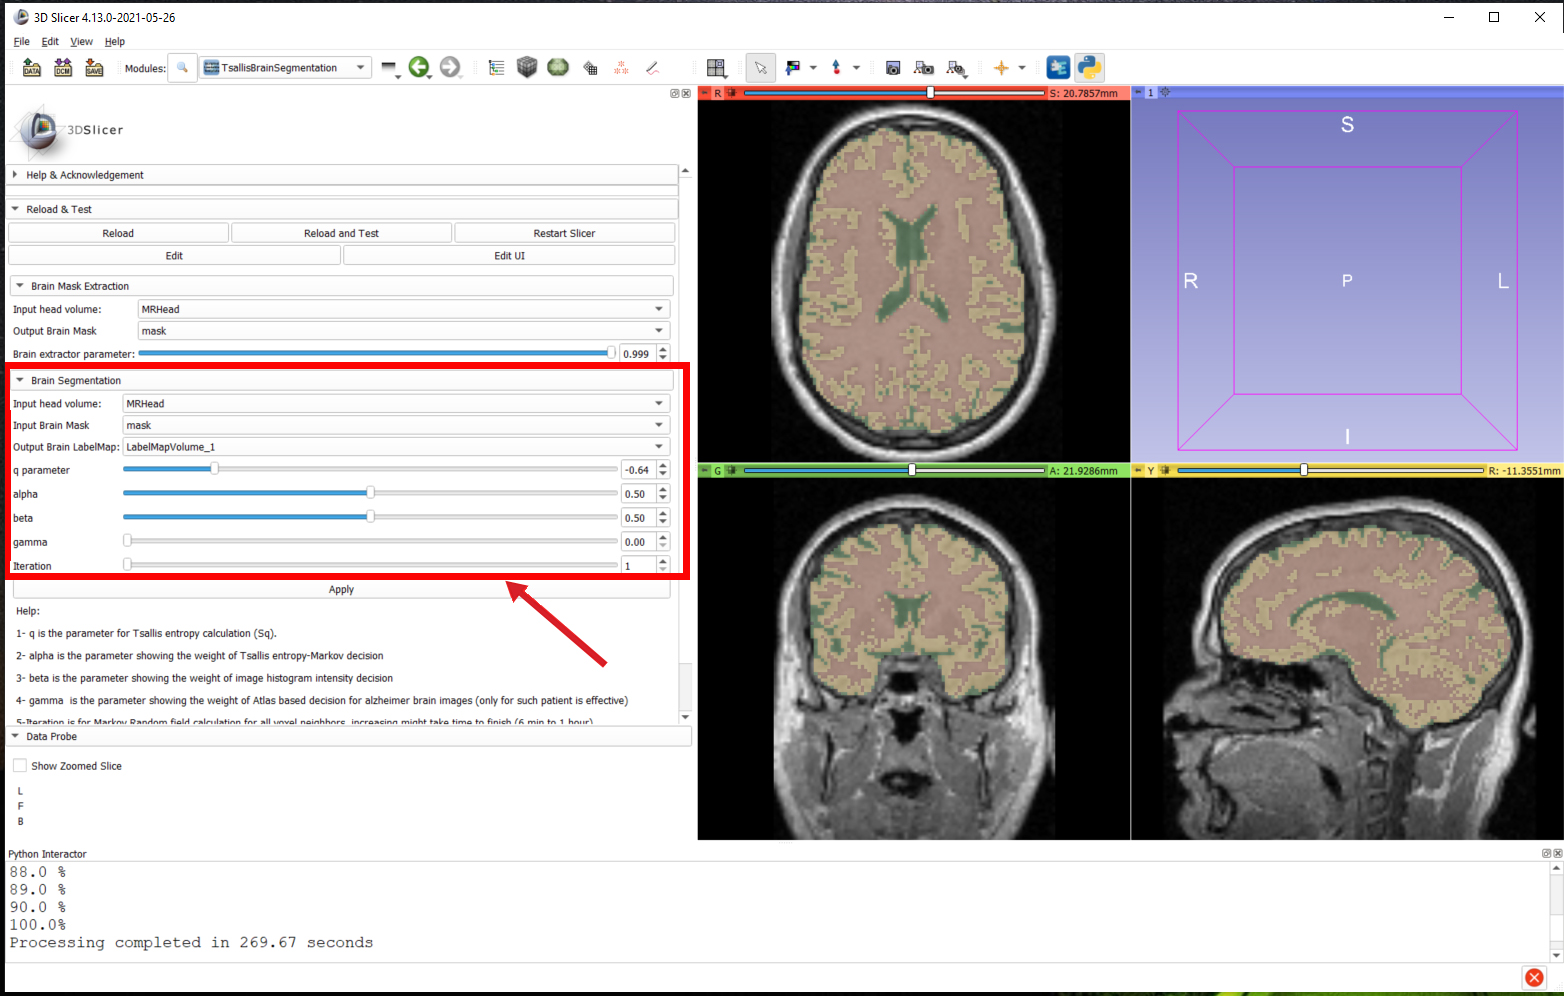 3D Slicer 4.13.0-2021-05-26
File Edit View Help
DATA DCM SAVE Modules: TsallisBrainSegmentation
3DSlicer
Help & Acknowledgement
Reload & Test
Reload Reload and Test Restart Slicer
Edit Edit UI
Brain Mask Extraction
Input head volume: MRHead
Output Brain Mask mask
Brain extractor parameter: 0.999
Brain Segmentation
Input head volume: MRHead
Input Brain Mask mask
Output Brain LabelMap: LabelMapVolume_1
q parameter -0.64
alpha 0.50
beta 0.50
gamma 0.00
Iteration 1
Apply
Help:
1- q is the parameter for Tsallis entropy calculation (Sq).
2- alpha is the parameter showing the weight of Tsallis entropy-Markov decision
3- beta is the parameter showing the weight of image histogram intensity decision
4- gamma is the parameter showing the weight of Atlas based decision for alzheimer brain images (only for such patient is effective)
5-Iteration is for Markov Random field calculation for all voxel neighbors, increasing might take time to finish (6 min to 1 hour)
Data Probe
Show Zoomed Slice
L
F
B
R S: 20.7857mm
1
S
R P L
I
G A: 21.9286mm
Y R: -11.3551mm
Python Interactor
88.0 %
89.0 %
90.0 %
100.0%
Processing completed in 269.67 seconds